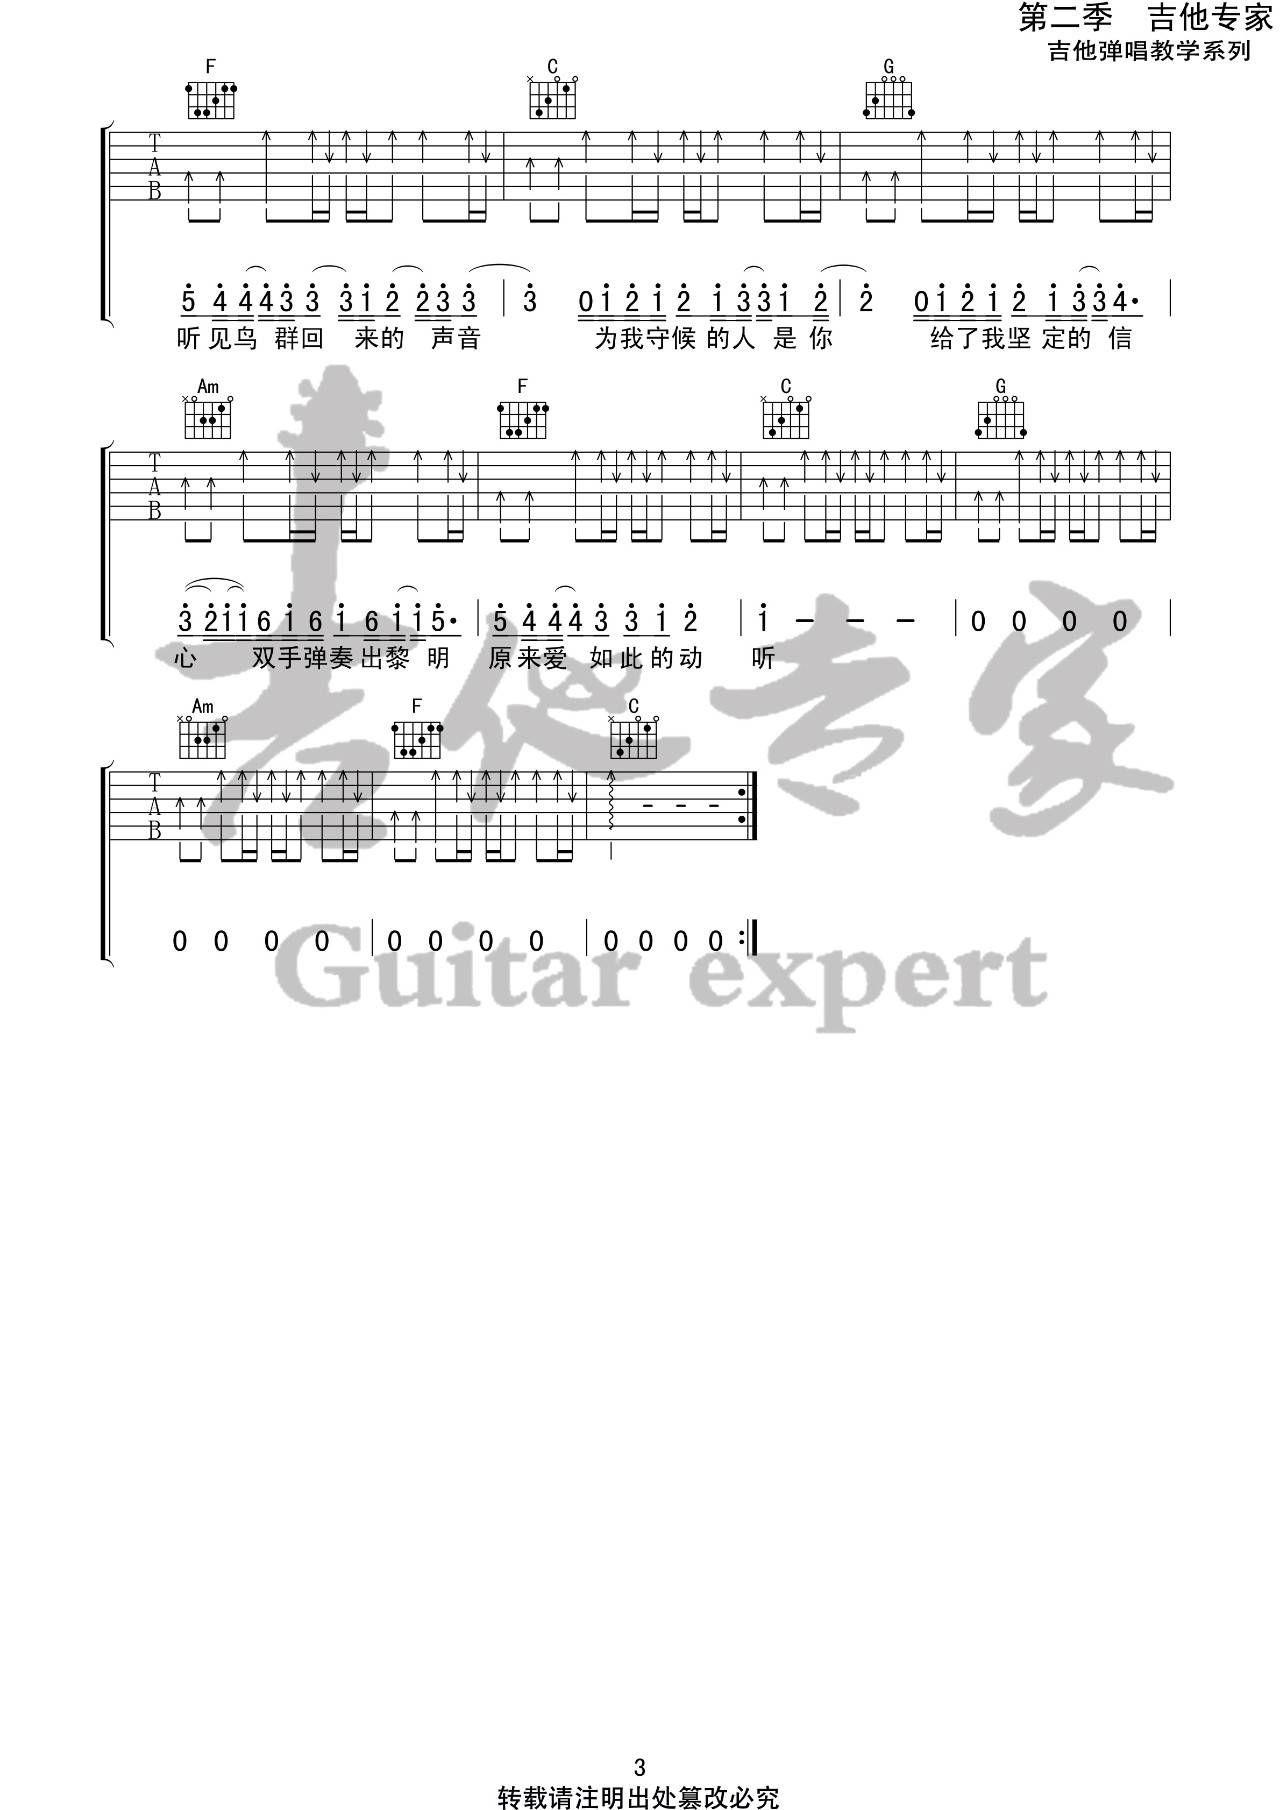 第二季 吉他专家
吉他弹唱教学系列
F C G
T
A
B
5 4 4 4 3 3 3 3 1 2 2 3 3 | 3 0 1 2 1 2 1 3 3 1 2 | 2 0 1 2 1 2 1 3 3 4. |
听见鸟 群回 来的 声音 为我守候的人 是你 给了我坚 定的 信
Am F C G
T
A
B
3 2 1 1 6 1 6 1 6 1 1 5. | 5 4 4 4 3 3 1 2 | 1 - - - | 0 0 0 0 |
心 双手弹奏出黎 明 原来爱 如此的动 听
Am F C
T
A
B
- - -
0 0 0 0 | 0 0 0 0 | 0 0 0 0 :|
吉他专家
Guitar expert
3
转载请注明出处篡改必究